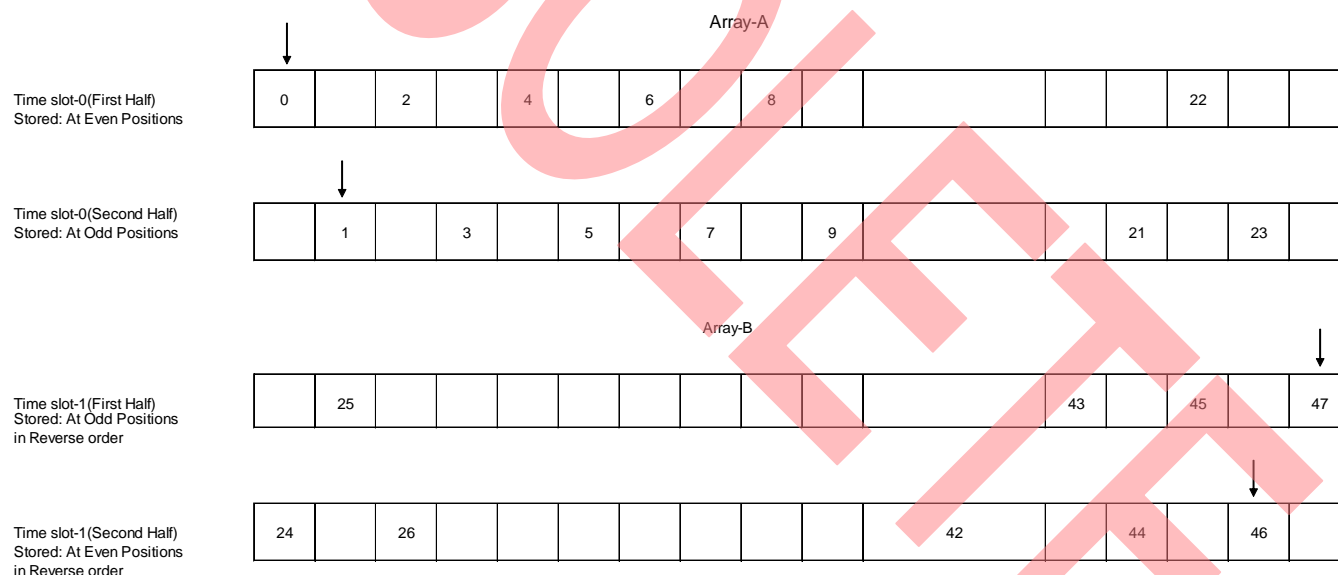 Array-A
Time slot-0(First Half)
Stored: At Even Positions
0 2 4 6 8 22
Time slot-0(Second Half)
Stored: At Odd Positions
1 3 5 7 9 21 23
Array-B
Time slot-1(First Half)
Stored: At Odd Positions
in Reverse order
25 43 45 47
Time slot-1(Second Half)
Stored: At Even Positions
in Reverse order
24 26 42 44 46
OLETE